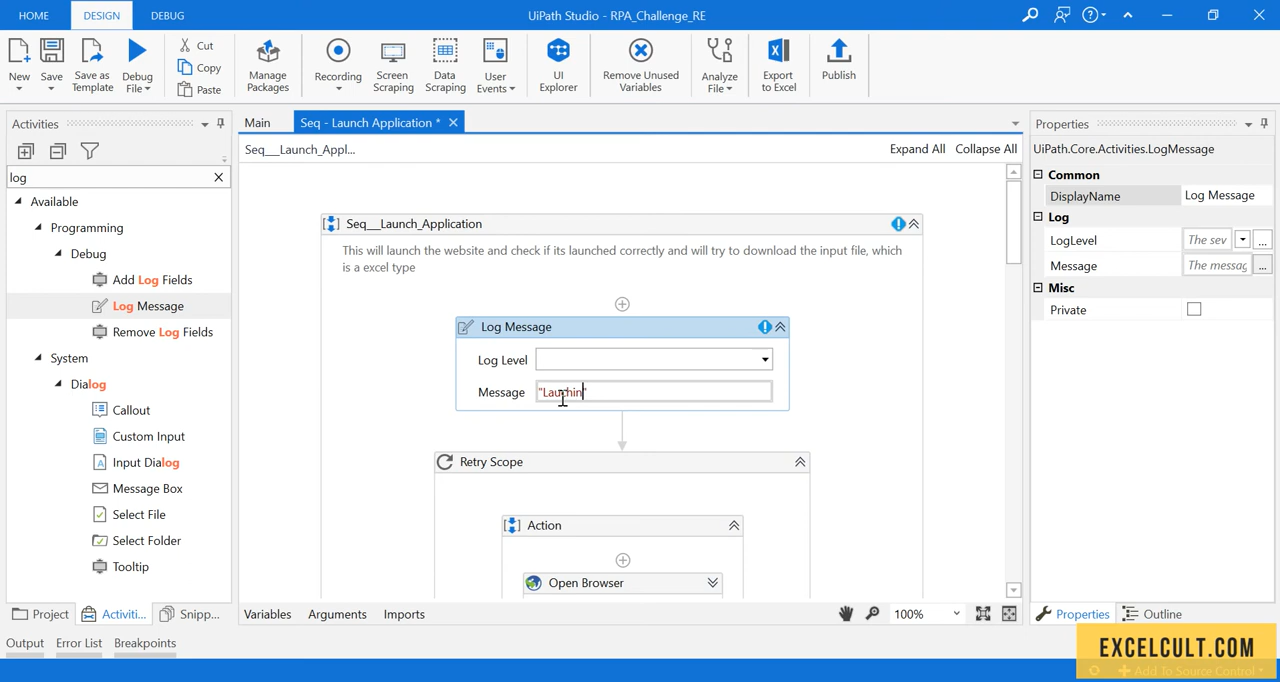 HOME
DESIGN
DEBUG
UiPath Studio - RPA_Challenge_RE
New
Save
Save as Template
Debug File
Cut
Copy
Paste
Manage Packages
Recording
Screen Scraping
Data Scraping
User Events
UI Explorer
Remove Unused Variables
Analyze File
Export to Excel
Publish
Activities
log
Available
Programming
Debug
Add Log Fields
Log Message
Remove Log Fields
System
Dialog
Callout
Custom Input
Input Dialog
Message Box
Select File
Select Folder
Tooltip
Project
Activiti...
Snipp...
Main
Seq - Launch Application *
Seq___Launch_Appl...
Expand All
Collapse All
Seq__Launch_Application
This will launch the website and check if its launched correctly and will try to download the input file, which
is a excel type
Log Message
Log Level
Message
Retry Scope
Action
Open Browser
Variables
Arguments
Imports
100%
Properties
UiPath.Core.Activities.LogMessage
Common
DisplayName Log Message
Log
LogLevel The sev ...
Message The messag ...
Misc
Private
Properties
Outline
Output
Error List
Breakpoints
EXCELCULT.COM
Add To Source Control